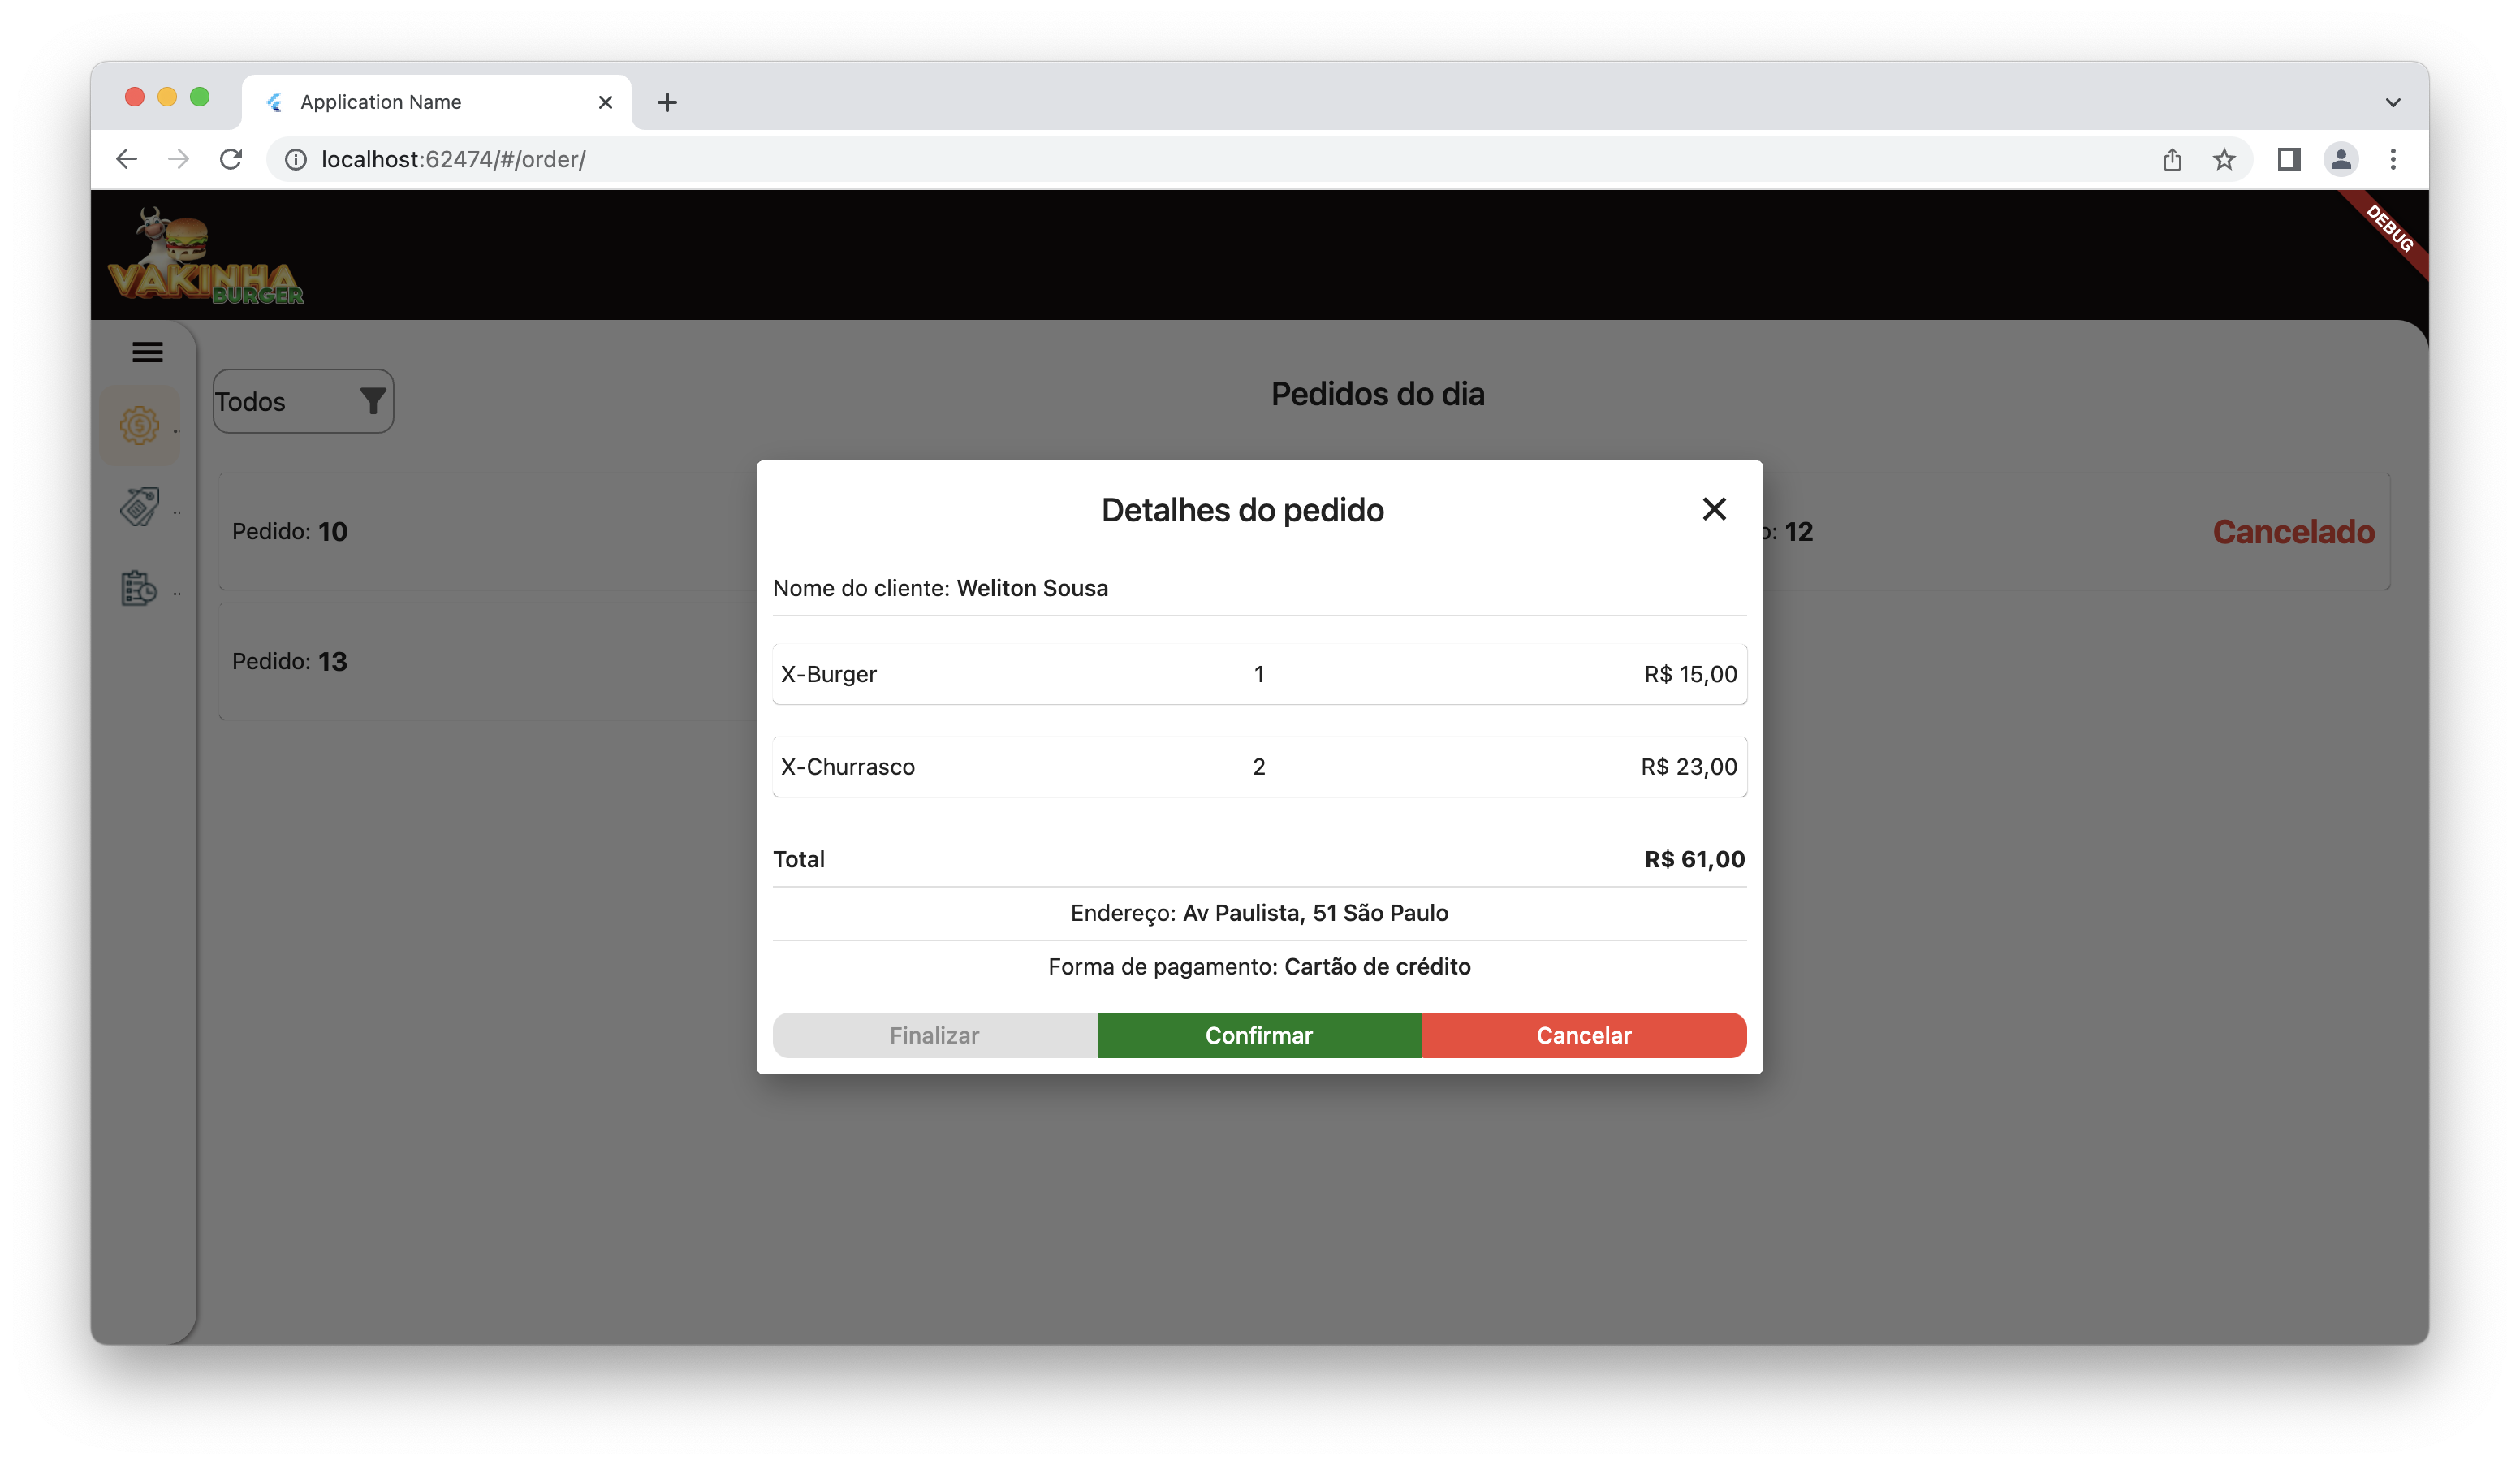 Application Name
localhost:62474/#/order/
DEBUG
VAKINHA
BURGER
Todos
Pedidos do dia
Pedido: 10
o: 12
Cancelado
Pedido: 13
Detalhes do pedido
Nome do cliente: Weliton Sousa
X-Burger 1 R$ 15,00
X-Churrasco 2 R$ 23,00
Total R$ 61,00
Endereço: Av Paulista, 51 São Paulo
Forma de pagamento: Cartão de crédito
Finalizar Confirmar Cancelar